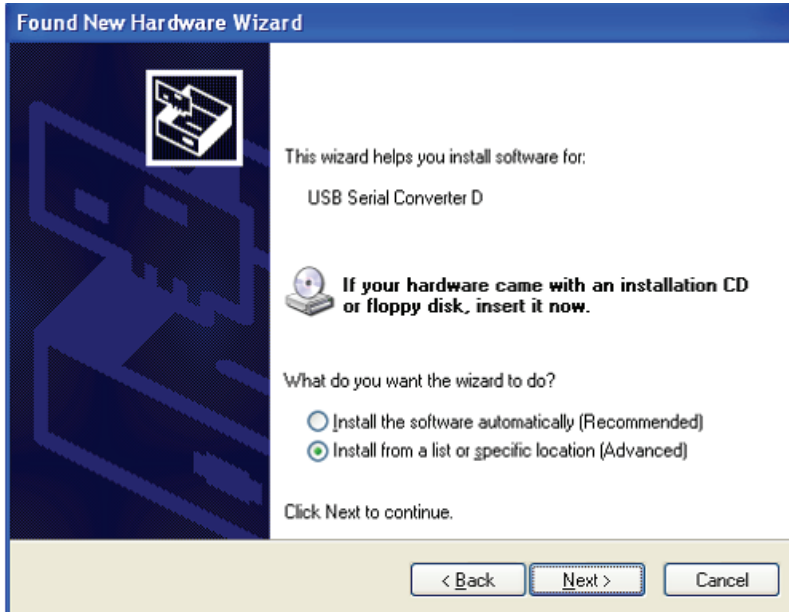 Found New Hardware Wizard
This wizard helps you install software for:
USB Serial Converter D
If your hardware came with an installation CD
or floppy disk, insert it now.
What do you want the wizard to do?
Install the software automatically (Recommended)
Install from a list or specific location (Advanced)
Click Next to continue.
< Back Next > Cancel